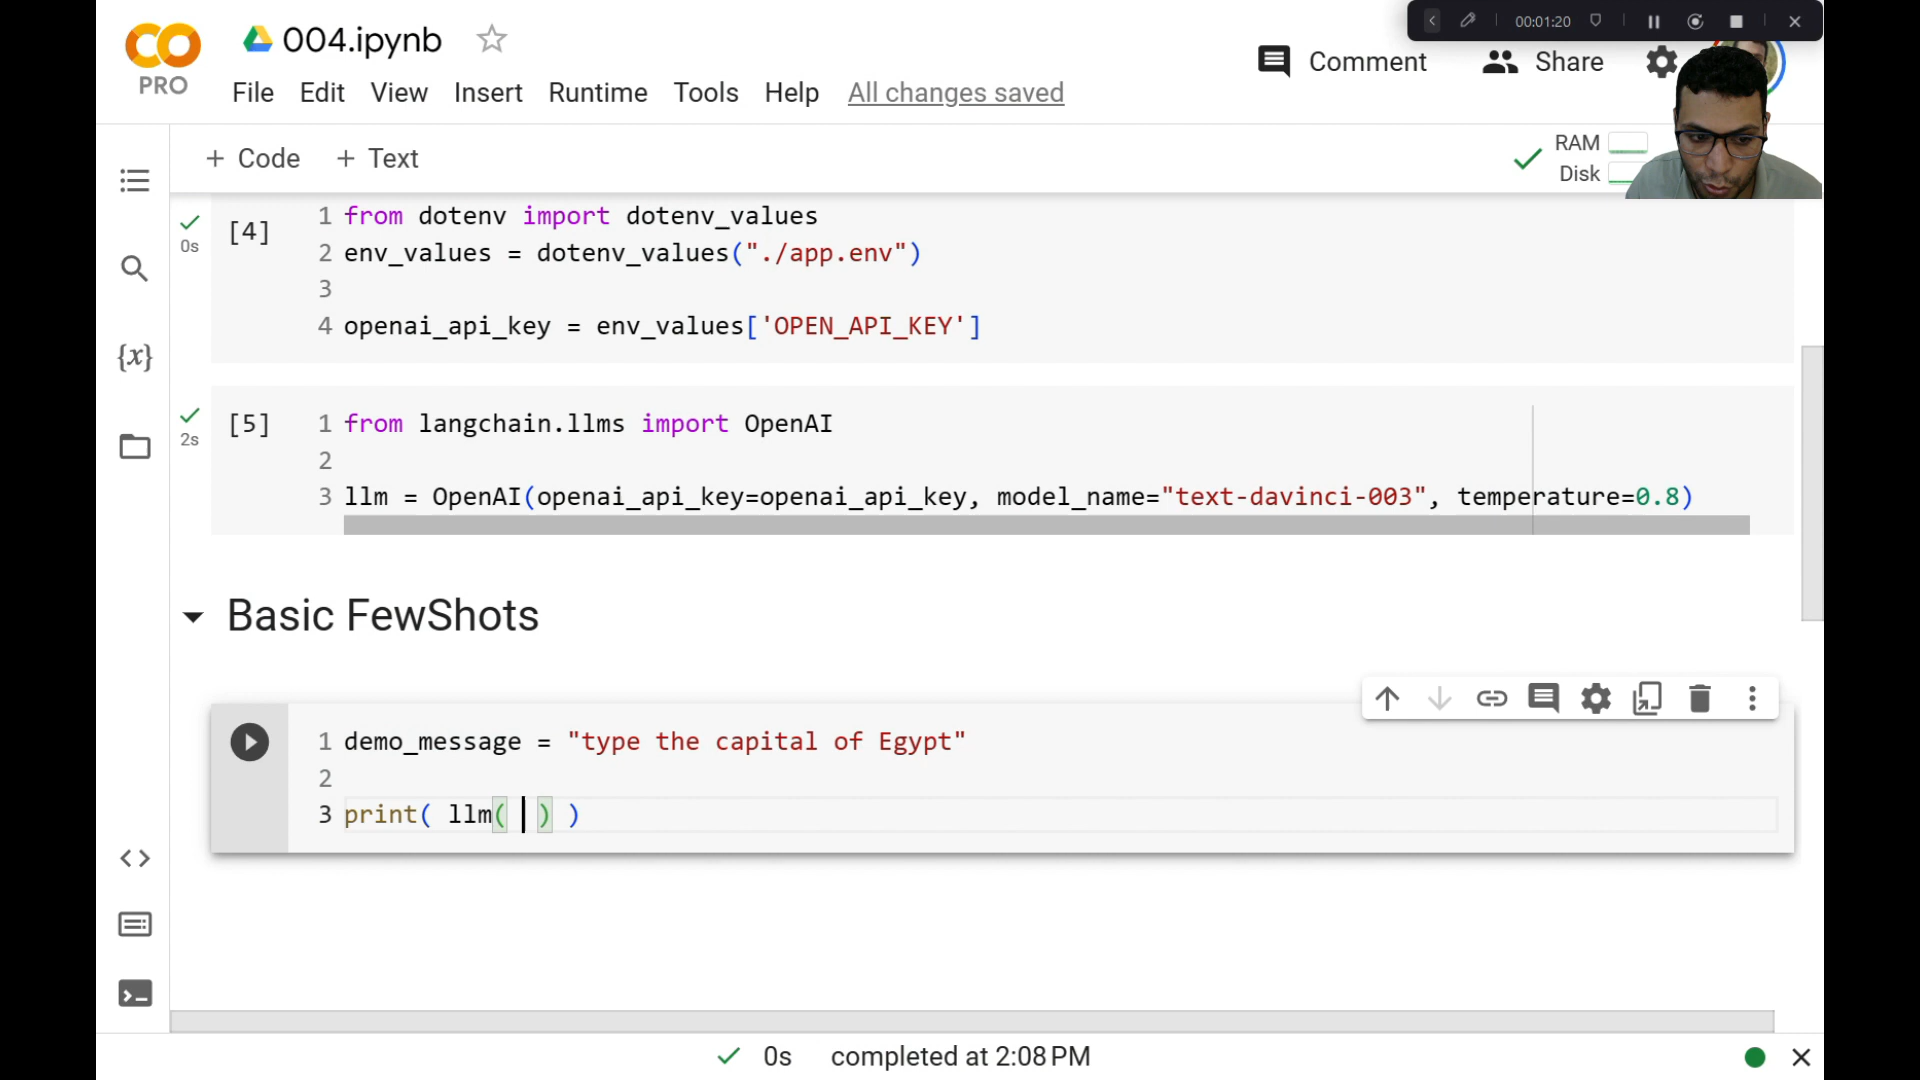 00:01:20
004.ipynb
PRO
Comment
Share
File Edit View Insert Runtime Tools Help All changes saved
+ Code + Text
RAM
Disk
0s
[4]
1 from dotenv import dotenv_values
2 env_values = dotenv_values("./app.env")
3
4 openai_api_key = env_values['OPEN_API_KEY']
{x}
2s
[5]
1 from langchain.llms import OpenAI
2
3 llm = OpenAI(openai_api_key=openai_api_key, model_name="text-davinci-003", temperature=0.8)
Basic FewShots
1 demo_message = "type the capital of Egypt"
2
3 print( llm( ) )
0s completed at 2:08 PM